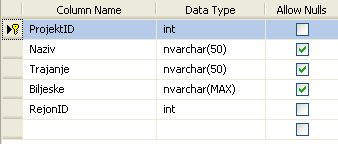 Column Name Data Type Allow Nulls
ProjektID int
Naziv nvarchar(50)
Trajanje nvarchar(50)
Biljeske nvarchar(MAX)
RejonID int